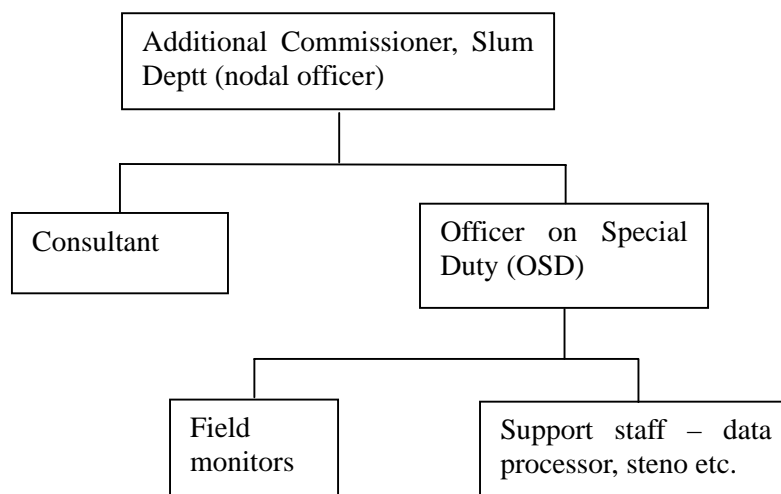 Additional Commissioner, Slum
Deptt (nodal officer)
Consultant
Officer on Special
Duty (OSD)
Field
monitors
Support staff – data
processor, steno etc.